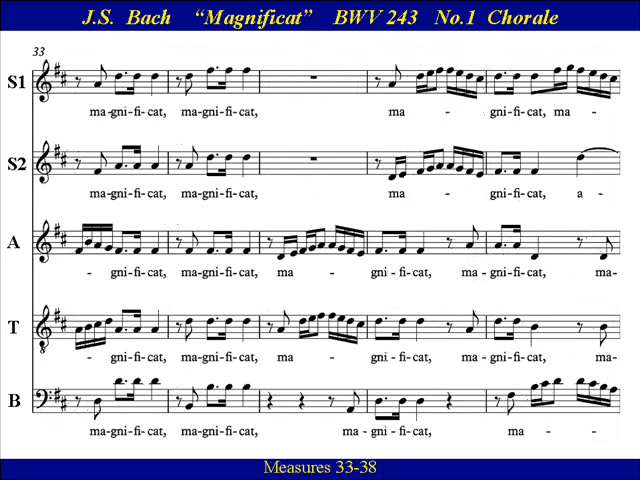 J.S. Bach "Magnificat" BWV 243 No.1 Chorale
33
S1
ma-gni-fi-cat, ma-gni-fi-cat, ma - gni-fi-cat, ma -
S2
ma-gni-fi-cat, ma-gni-fi-cat, ma - gni-fi-cat, a-
A
- gni-fi-cat, ma-gni-fi-cat, ma - gni-fi-cat, ma-gni-fi-cat, ma-
T
8
- gni-fi-cat, ma-gni-fi-cat, ma - gni-fi-cat, ma-gni-fi-cat, ma-
B
ma-gni-fi-cat, ma-gni-fi-cat, ma-gni-fi-cat, ma -
Measures 33-38